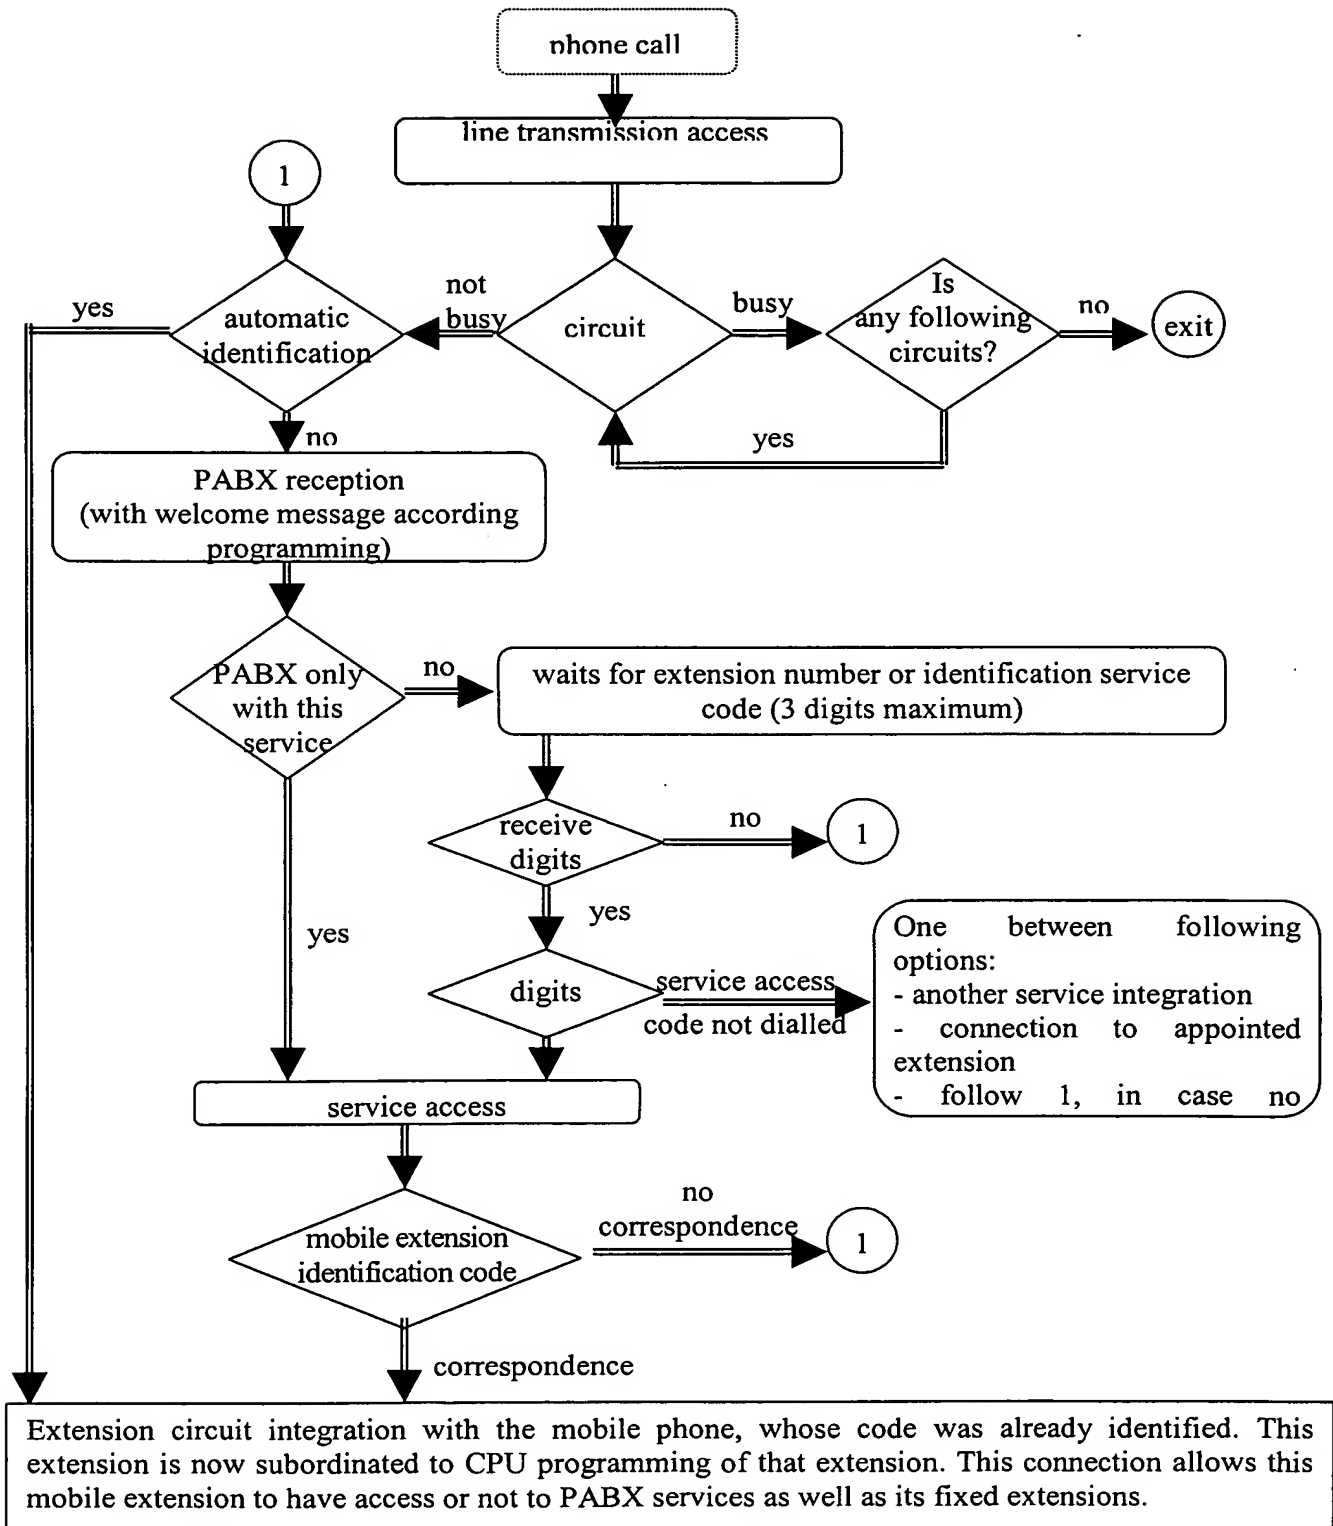 phone call
line transmission access
1
yes
automatic
identification
not
busy
circuit
busy
Is
any following
circuits?
no
exit
yes
no
PABX reception
(with welcome message according
programming)
PABX only
with this
service
no
waits for extension number or identification service
code (3 digits maximum)
receive
digits
no
1
yes
yes
digits
service access
code not dialled
One between following
options:
- another service integration
- connection to appointed
extension
- follow 1, in case no
service access
mobile extension
identification code
no
correspondence
1
correspondence
Extension circuit integration with the mobile phone, whose code was already identified. This
extension is now subordinated to CPU programming of that extension. This connection allows this
mobile extension to have access or not to PABX services as well as its fixed extensions.